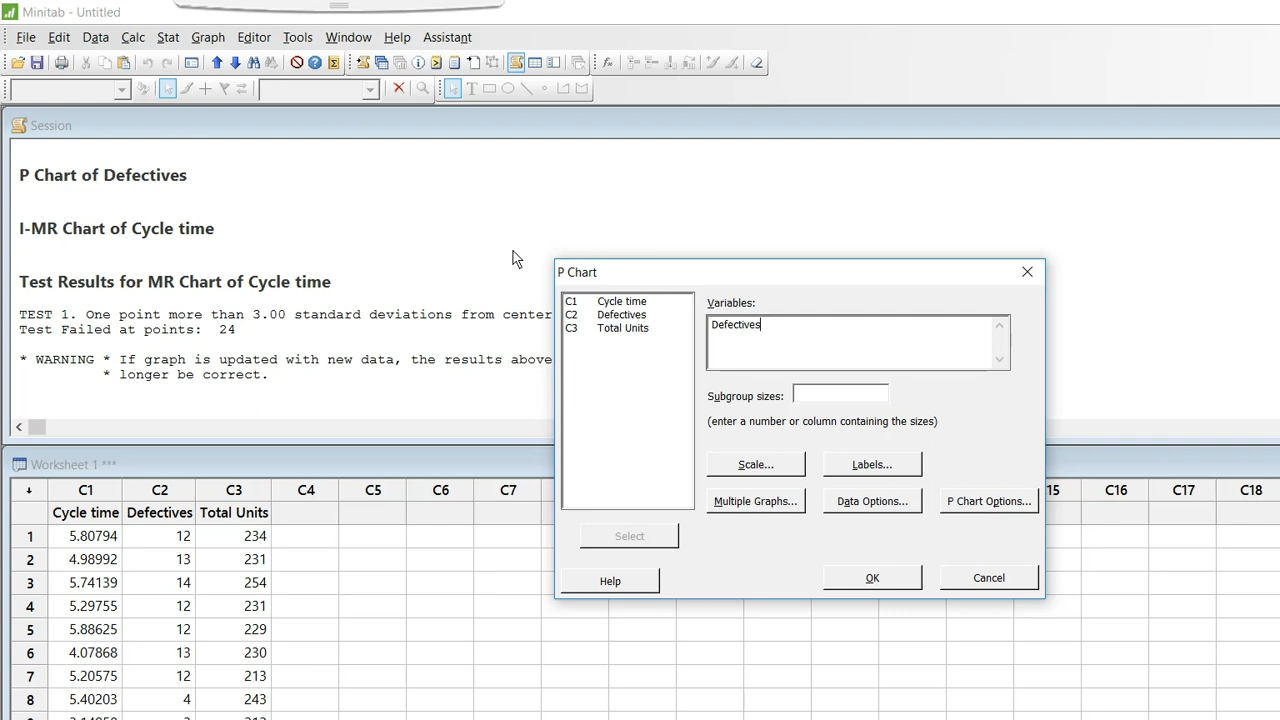 Minitab - Untitled
File Edit Data Calc Stat Graph Editor Tools Window Help Assistant
Session
P Chart of Defectives
I-MR Chart of Cycle time
Test Results for MR Chart of Cycle time
TEST 1. One point more than 3.00 standard deviations from center
Test Failed at points: 24
* WARNING * If graph is updated with new data, the results above
* longer be correct.
P Chart
C1 Cycle time
C2 Defectives
C3 Total Units
Variables:
Defectives
Subgroup sizes:
(enter a number or column containing the sizes)
Scale... Labels...
Multiple Graphs... Data Options... P Chart Options...
Select
Help OK Cancel
Worksheet 1 ***
C1 C2 C3 C4 C5 C6 C7 15 C16 C17 C18
Cycle time Defectives Total Units
1 5.80794 12 234
2 4.98992 13 231
3 5.74139 14 254
4 5.29755 12 231
5 5.88625 12 229
6 4.07868 13 230
7 5.20575 12 213
8 5.40203 4 243